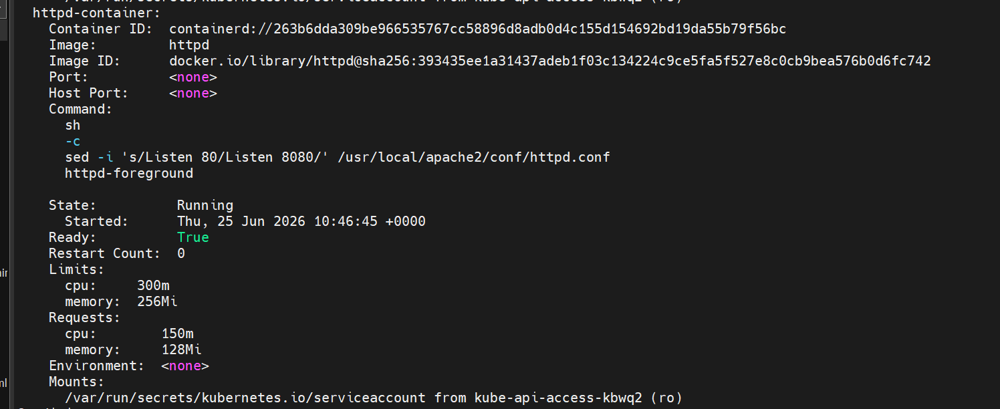 /var/run/secrets/kubernetes.io/serviceaccount from kube-api-access-kbwq2 (ro)
httpd-container:
Container ID: containerd://263b6dda309be966535767cc58896d8adb0d4c155d154692bd19da55b79f56bc
Image: httpd
Image ID: docker.io/library/httpd@sha256:393435ee1a31437adeb1f03c134224c9ce5fa5f527e8c0cb9bea576b0d6fc742
Port: <none>
Host Port: <none>
Command:
sh
-c
sed -i 's/Listen 80/Listen 8080/' /usr/local/apache2/conf/httpd.conf
httpd-foreground
State: Running
Started: Thu, 25 Jun 2026 10:46:45 +0000
Ready: True
Restart Count: 0
Limits:
cpu: 300m
memory: 256Mi
Requests:
cpu: 150m
memory: 128Mi
Environment: <none>
Mounts:
/var/run/secrets/kubernetes.io/serviceaccount from kube-api-access-kbwq2 (ro)